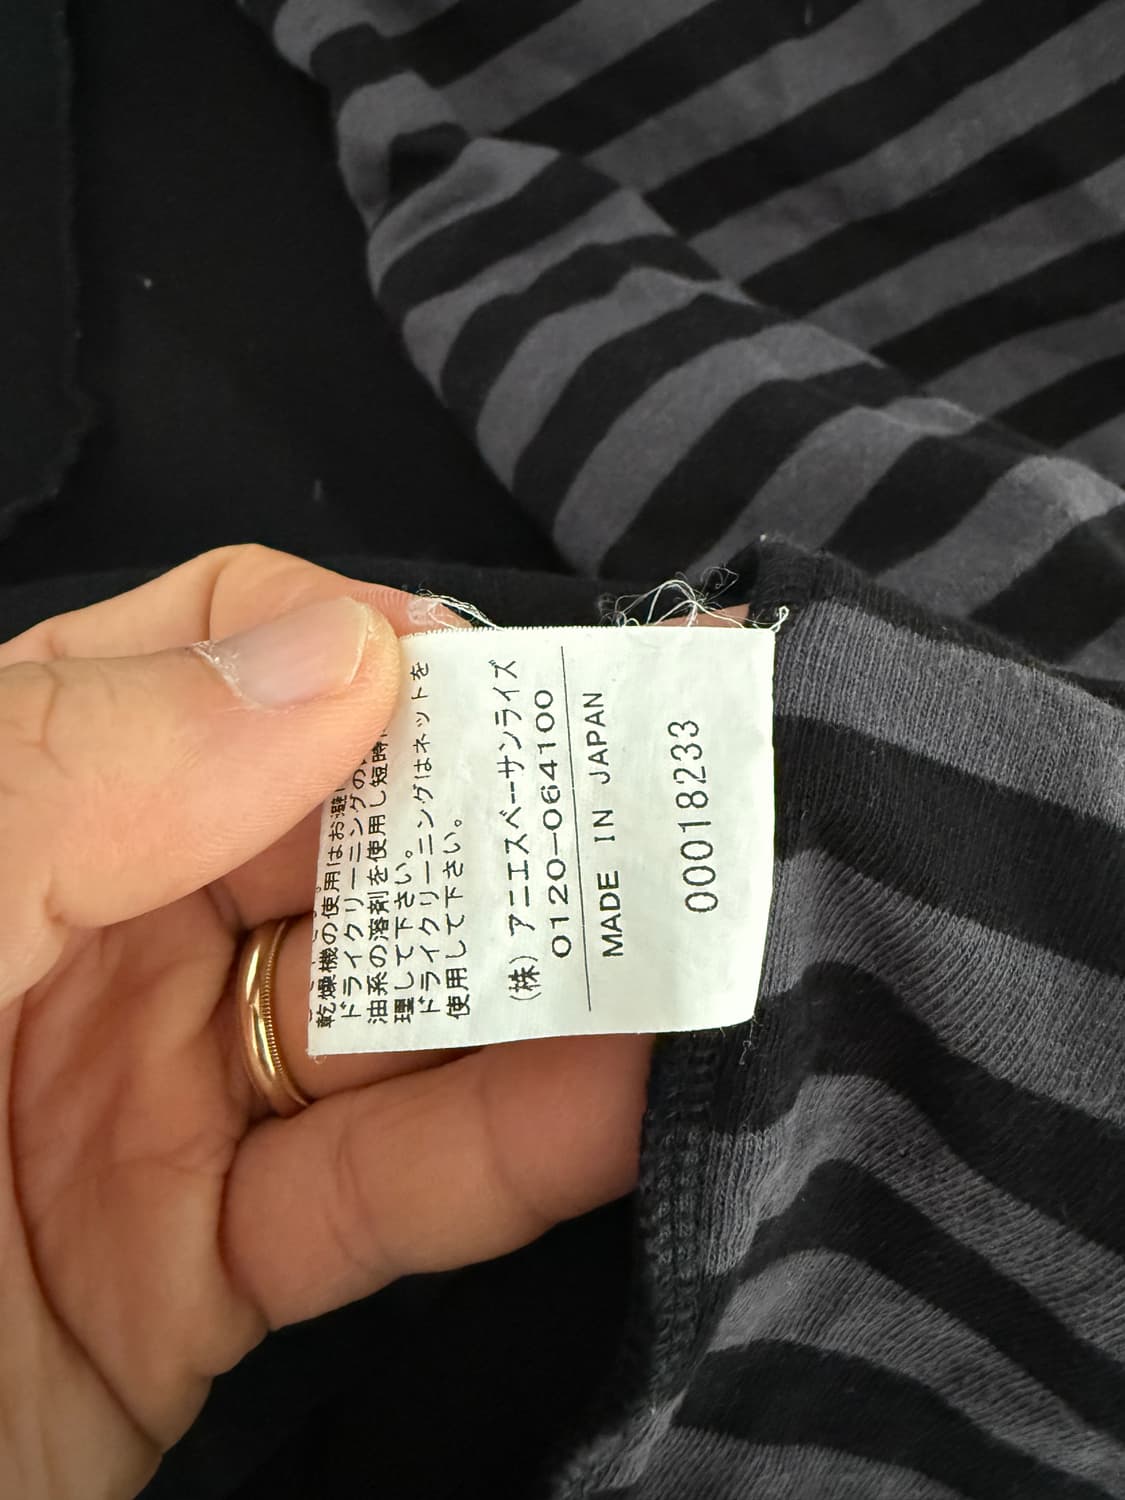 乾燥機の使用はお避
ドライクリーニングの
油系の溶剤を使用し短時
理して下さい。
ドライクリーニングはネットを
使用して下さい。
(株) アニエスベーサンライズ
0120-064100
MADE IN JAPAN
00018233